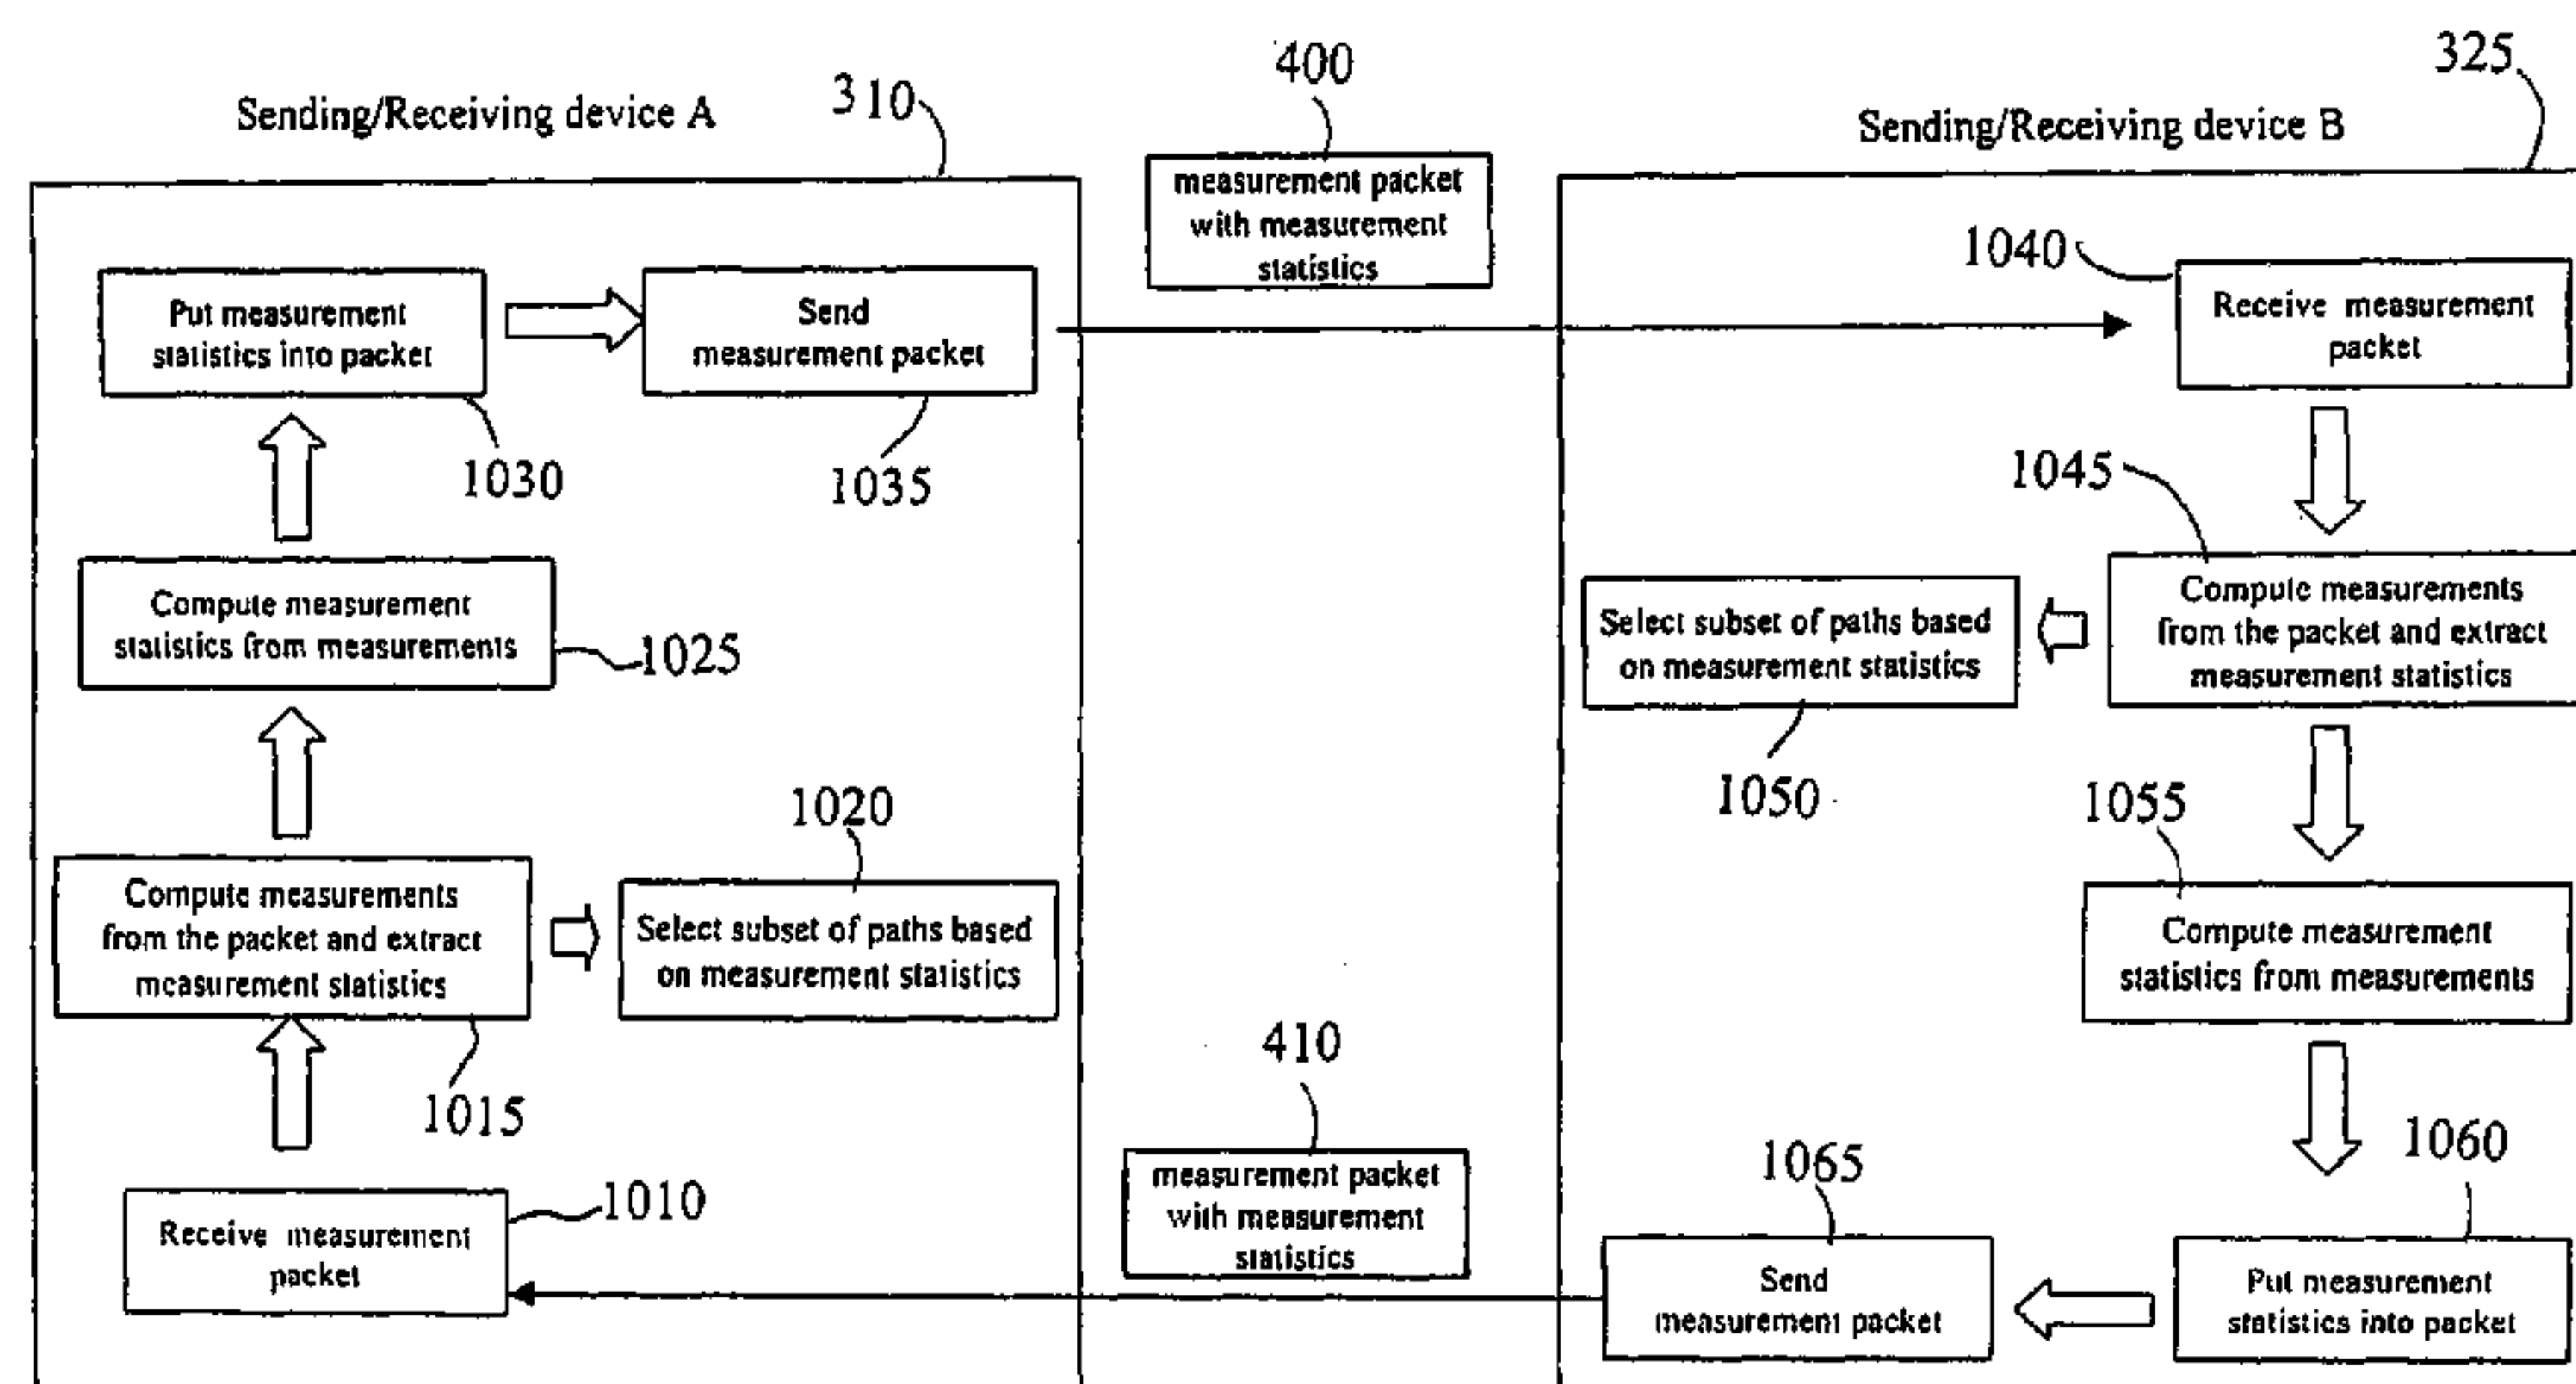 400
325
310
Sending/Receiving device A
Sending/Receiving device B
measurement packet
with measurement
statistics
1040
Put measurement
statistics into packet
Send
measurement packet
Receive measurement
packet
1030
1035
1045
Compute measurement
statistics from measurements
1025
Select subset of paths based
on measurement statistics
Compute measurements
from the packet and extract
measurement statistics
1050
1055
1020
Compute measurements
from the packet and extract
measurement statistics
Select subset of paths based
on measurement statistics
Compute measurement
statistics from measurements
1015
410
1060
1065
1010
Receive measurement
packet
measurement packet
with measurement
statistics
Send
measurement packet
Put measurement
statistics into packet